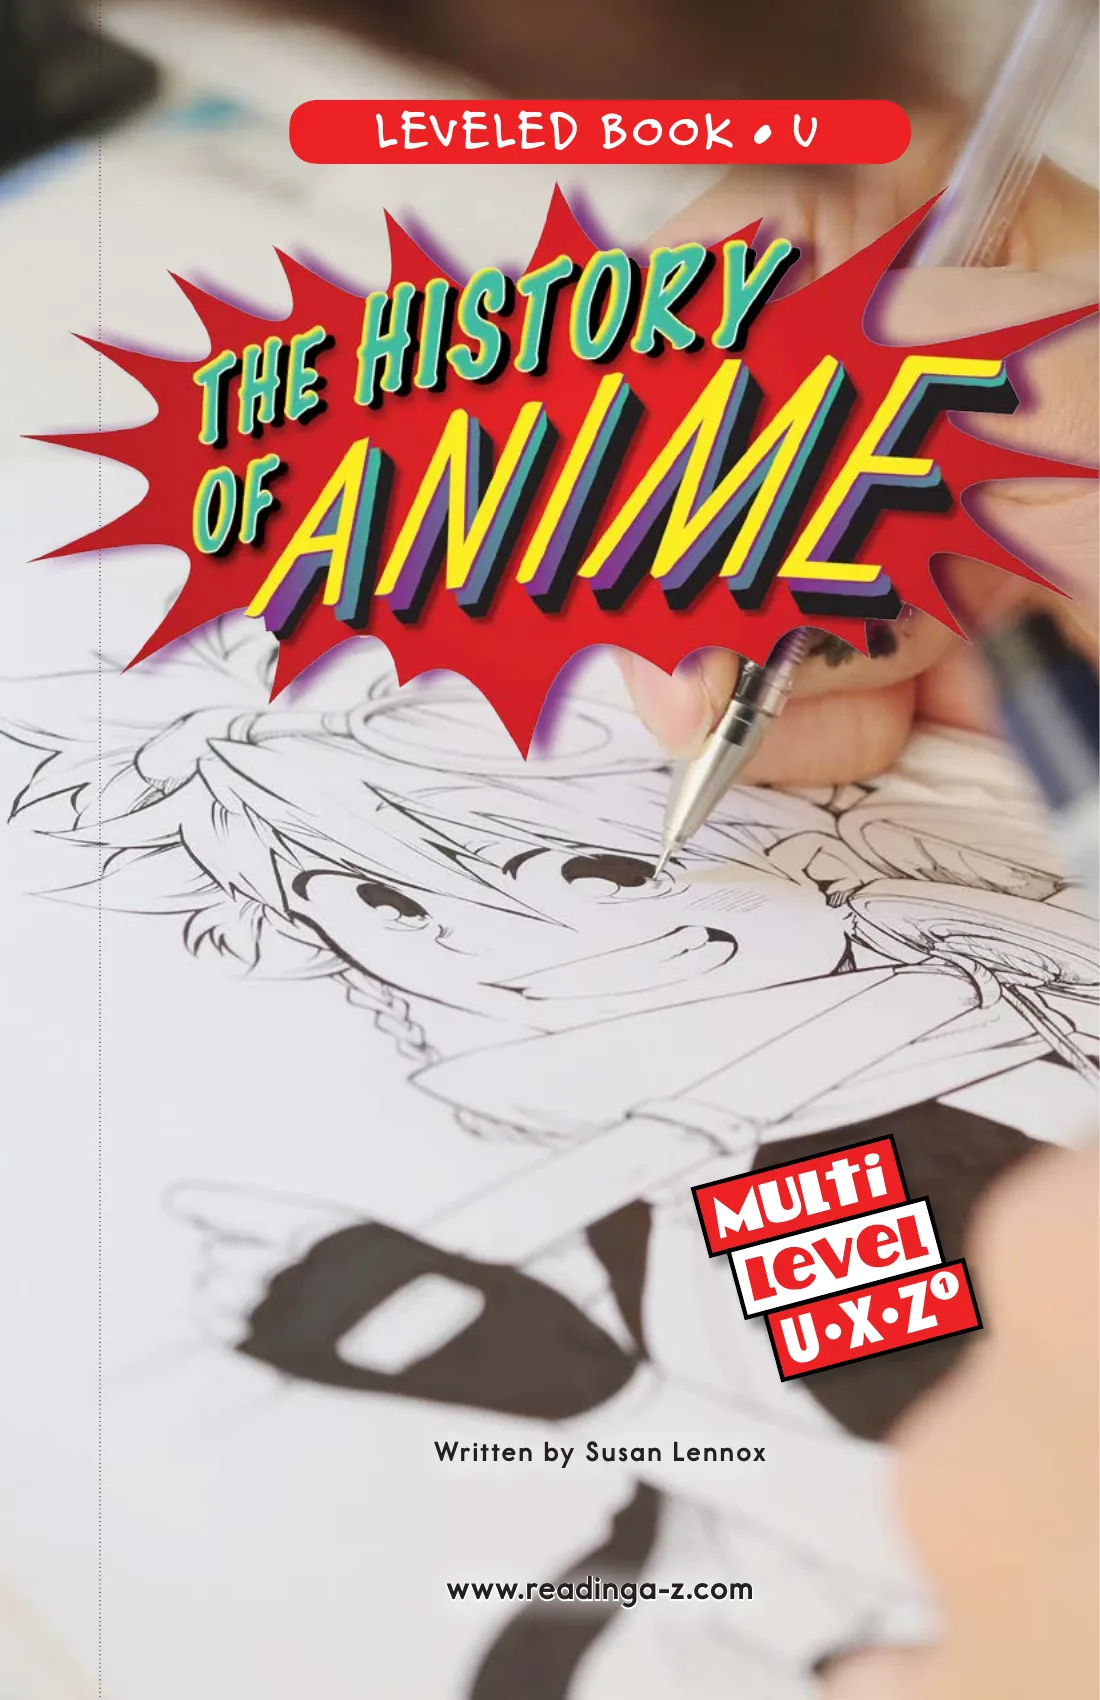 LEVELED BOOK • U
THE HISTORY
OF ANIME
MULti
LeveL
U•X•Z①
Written by Susan Lennox
www.readinga-z.com